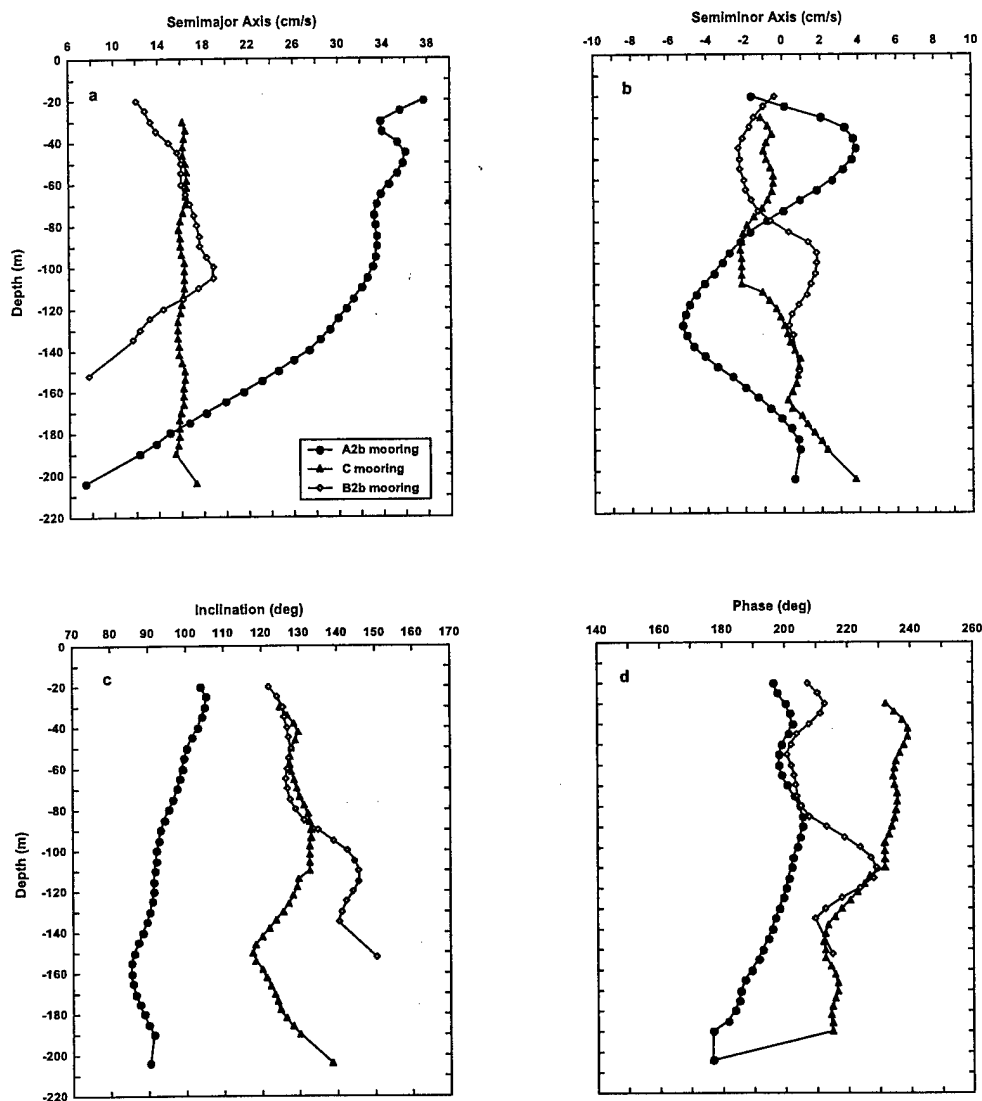 Semimajor Axis (cm/s)
6 10 14 18 22 26 30 34 38
0
-20
-40
-60
-80
-100
-120
-140
-160
-180
-200
-220
Depth (m)
a
A2b mooring
C mooring
B2b mooring
Semiminor Axis (cm/s)
-10 -8 -6 -4 -2 0 2 4 6 8 10
b
Inclination (deg)
70 80 90 100 110 120 130 140 150 160 170
0
-20
-40
-60
-80
-100
-120
-140
-160
-180
-200
-220
Depth (m)
c
Phase (deg)
140 160 180 200 220 240 260
d